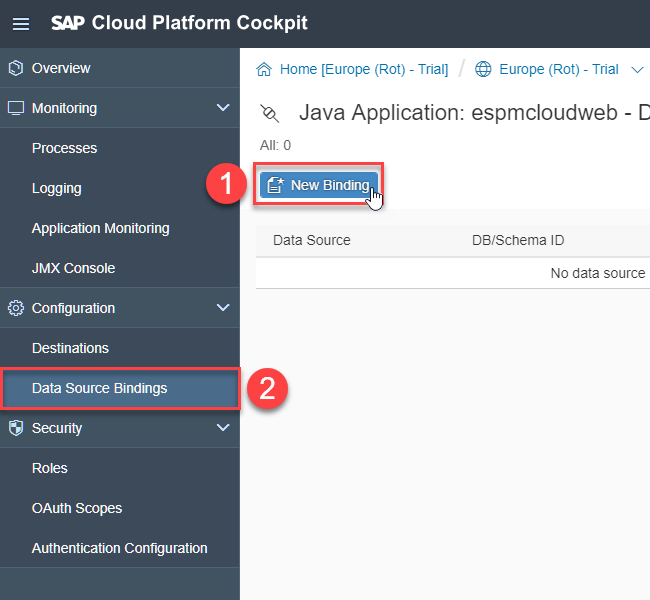 SAP Cloud Platform Cockpit
Overview
Monitoring
Processes
Logging
Application Monitoring
JMX Console
Configuration
Destinations
Data Source Bindings
2
Security
Roles
OAuth Scopes
Authentication Configuration
Home [Europe (Rot) - Trial] / Europe (Rot) - Trial
Java Application: espmcloudweb - D
All: 0
1
New Binding
Data Source DB/Schema ID
No data source